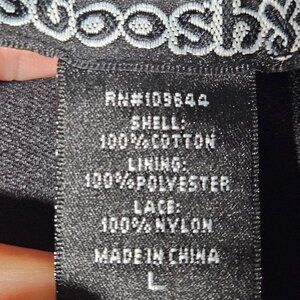 RN#109644
SHELL:
100%COTTON
LINING:
100%POLYESTER
LACE:
100%NYLON
MADE IN CHINA
L